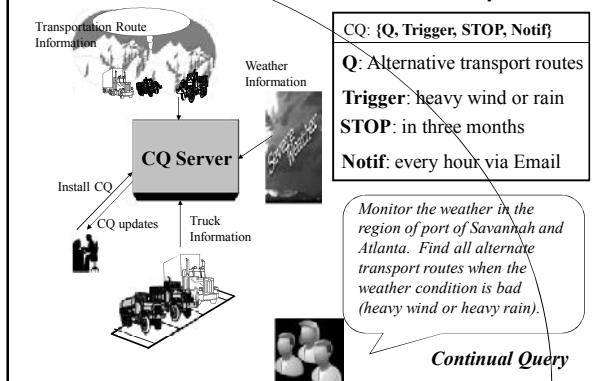 Transportation Route
Information
Weather
Information
Severe
Weather
CQ Server
Install CQ
CQ updates
Truck
Information
CQ: {Q, Trigger, STOP, Notif}
Q: Alternative transport routes
Trigger: heavy wind or rain
STOP: in three months
Notif: every hour via Email
Monitor the weather in the
region of port of Savannah and
Atlanta. Find all alternate
transport routes when the
weather condition is bad
(heavy wind or heavy rain).
Continual Query